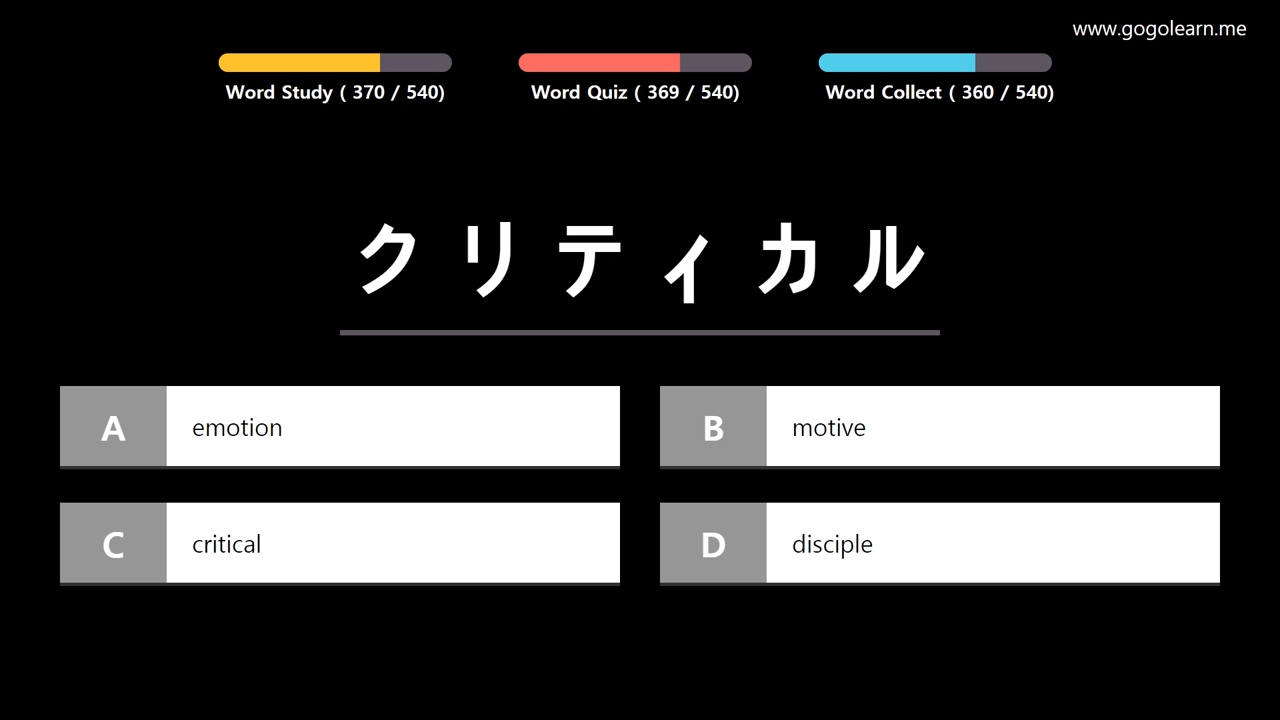 www.gogolearn.me
Word Study ( 370 / 540)
Word Quiz ( 369 / 540)
Word Collect ( 360 / 540)
クリティカル
A emotion
B motive
C critical
D disciple